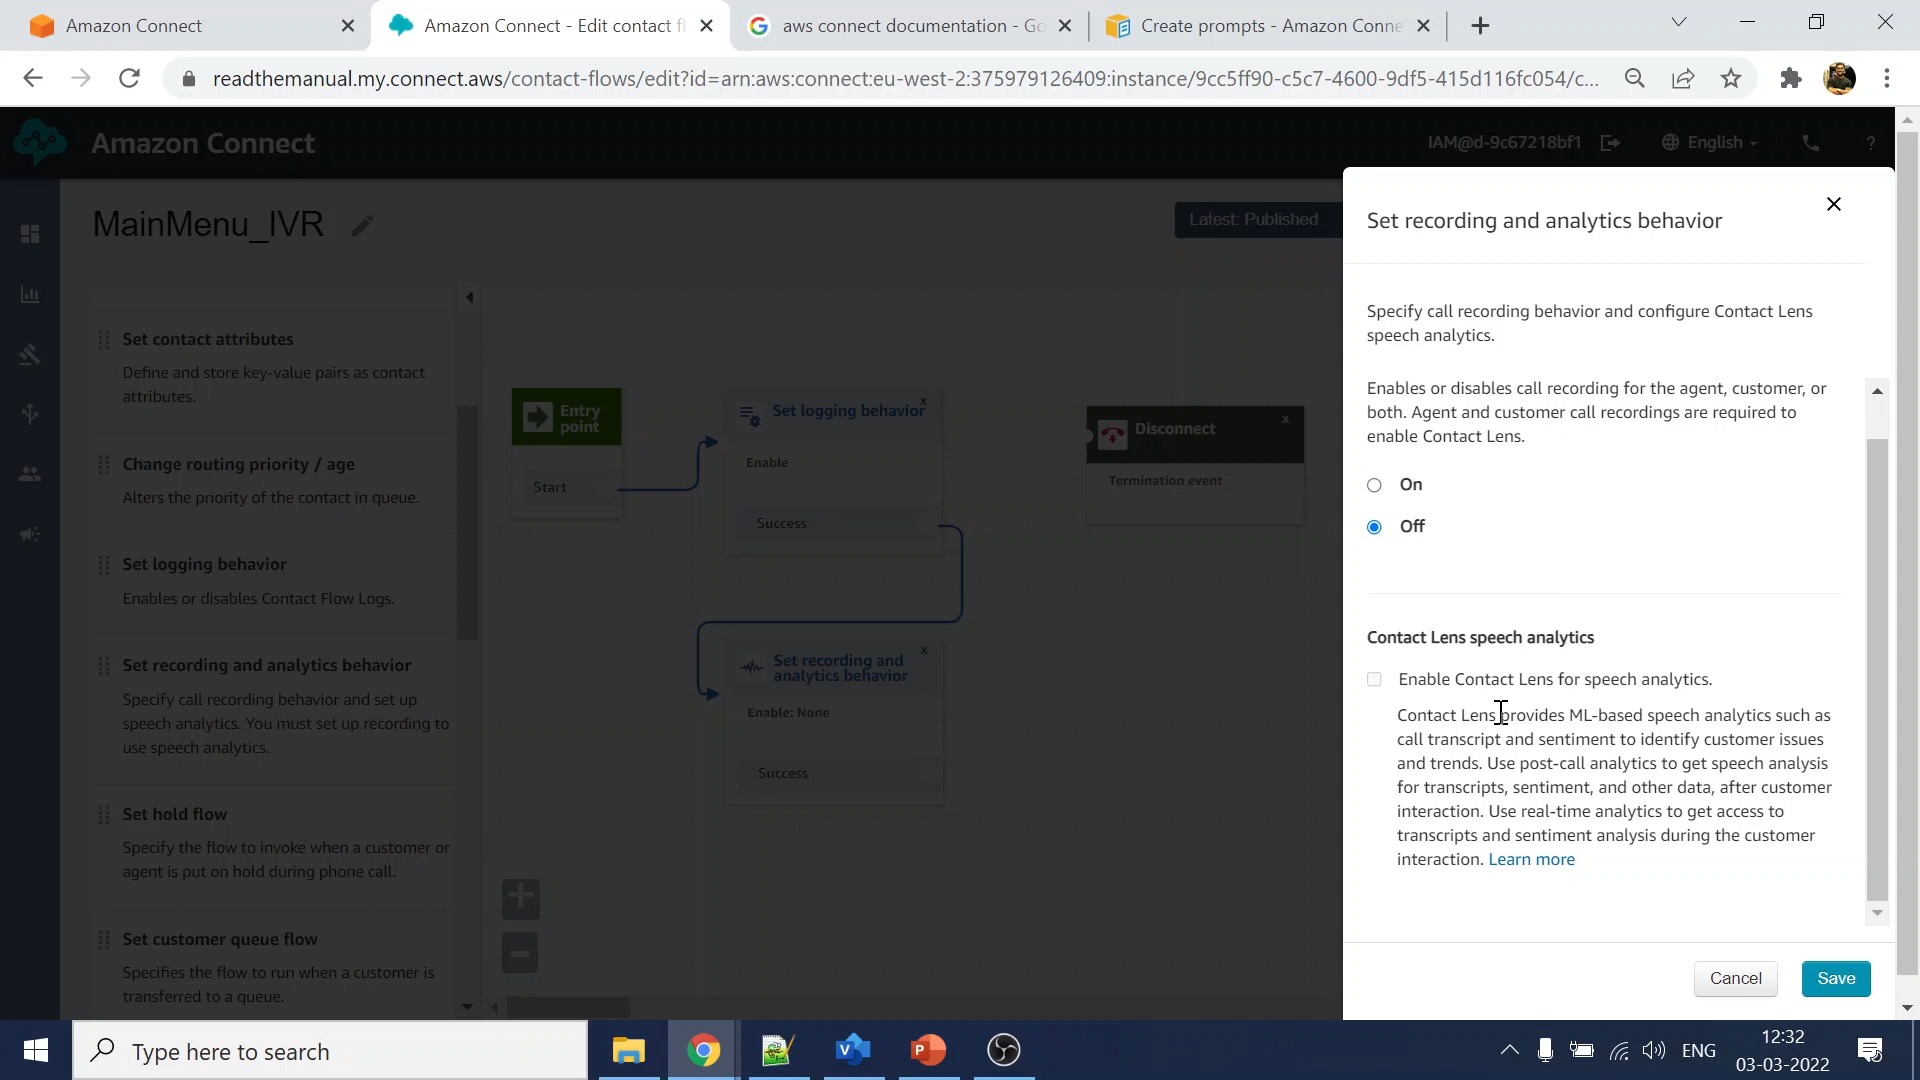 Amazon Connect
Amazon Connect - Edit contact fl
aws connect documentation - Go
Create prompts - Amazon Conne
readthemanual.my.connect.aws/contact-flows/edit?id=arn:aws:connect:eu-west-2:375979126409:instance/9cc5ff90-c5c7-4600-9df5-415d116fc054/c...
Amazon Connect
IAM@d-9c67218bf1
English
?
MainMenu_IVR
Latest: Published
Set contact attributes
Define and store key-value pairs as contact
attributes.
Change routing priority / age
Alters the priority of the contact in queue.
Set logging behavior
Enables or disables Contact Flow Logs.
Set recording and analytics behavior
Specify call recording behavior and set up
speech analytics. You must set up recording to
use speech analytics.
Set hold flow
Specify the flow to invoke when a customer or
agent is put on hold during phone call.
Set customer queue flow
Specifies the flow to run when a customer is
transferred to a queue.
Entry
point
Start
Set logging behavior
x
Enable
Success
Set recording and
analytics behavior
x
Enable: None
Success
Disconnect
x
Termination event
Set recording and analytics behavior
Specify call recording behavior and configure Contact Lens
speech analytics.
Enables or disables call recording for the agent, customer, or
both. Agent and customer call recordings are required to
enable Contact Lens.
On
Off
Contact Lens speech analytics
Enable Contact Lens for speech analytics.
Contact Lens provides ML-based speech analytics such as
call transcript and sentiment to identify customer issues
and trends. Use post-call analytics to get speech analysis
for transcripts, sentiment, and other data, after customer
interaction. Use real-time analytics to get access to
transcripts and sentiment analysis during the customer
interaction. Learn more
Cancel
Save
Type here to search
ENG
12:32
03-03-2022